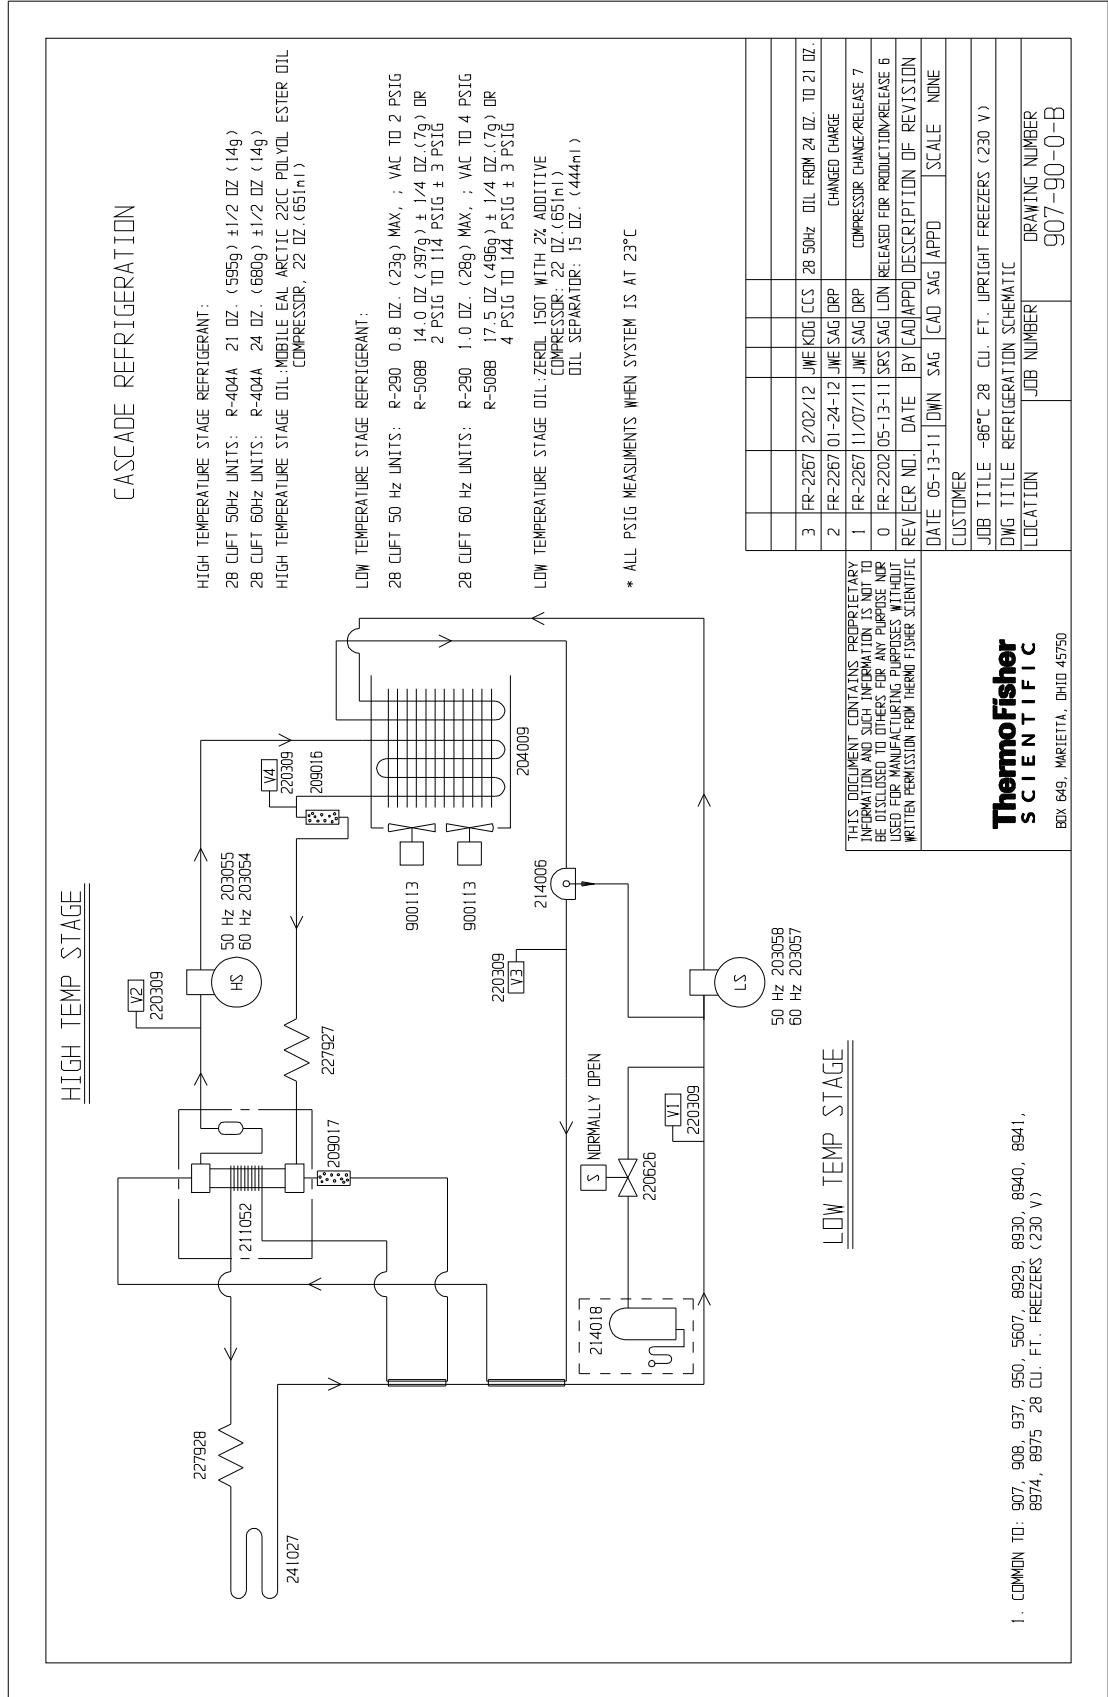 CASCADE REFRIGERATION
HIGH TEMPERATURE STAGE REFRIGERANT:
28 CUFT 50Hz UNITS: R-404A 21 OZ. (595g) ±1/2 OZ (14g)
28 CUFT 60Hz UNITS: R-404A 24 OZ. (680g) ±1/2 OZ (14g)
HIGH TEMPERATURE STAGE OIL:MOBILE EAL ARCTIC 22CC POLYOL ESTER OIL
COMPRESSOR, 22 OZ.(651ml)
LOW TEMPERATURE STAGE REFRIGERANT:
28 CUFT 50 Hz UNITS: R-290 0.8 OZ. (23g) MAX, ; VAC TO 2 PSIG
R-508B 14.0 OZ (397g) ± 1/4 OZ.(7g) OR
2 PSIG TO 114 PSIG ± 3 PSIG
28 CUFT 60 Hz UNITS: R-290 1.0 OZ. (28g) MAX, ; VAC TO 4 PSIG
R-508B 17.5 OZ (496g) ± 1/4 OZ.(7g) OR
4 PSIG TO 144 PSIG ± 3 PSIG
LOW TEMPERATURE STAGE OIL:ZEROL 150T WITH 2% ADDITIVE
COMPRESSOR: 22 OZ.(651ml)
OIL SEPARATOR: 15 OZ. (444ml)
* ALL PSIG MEASUMENTS WHEN SYSTEM IS AT 23°C
HIGH TEMP STAGE
V2
220309
HS
50 Hz 203055
60 Hz 203054
V4
220309
209016
204009
900113
900113
227927
209017
211052
227928
241027
214006
220309
V3
S NORMALLY OPEN
220626
V1
220309
214018
LS
50 Hz 203058
60 Hz 203057
LOW TEMP STAGE
1. COMMON TO: 907, 908, 937, 950, 5607, 8929, 8930, 8940, 8941,
8974, 8975 28 CU. FT. FREEZERS (230 V)
THIS DOCUMENT CONTAINS PROPRIETARY
INFORMATION AND SUCH INFORMATION IS NOT TO
BE DISCLOSED TO OTHERS FOR ANY PURPOSE NOR
USED FOR MANUFACTURING PURPOSES WITHOUT
WRITTEN PERMISSION FROM THERMO FISHER SCIENTIFIC
ThermoFisher
SCIENTIFIC
BOX 649, MARIETTA, OHIO 45750
3 FR-2267 2/02/12 JWE KDG CCS 28 50Hz OIL FROM 24 OZ. TO 21 OZ.
2 FR-2267 01-24-12 JWE SAG DRP CHANGED CHARGE
1 FR-2267 11/07/11 JWE SAG DRP COMPRESSOR CHANGE/RELEASE 7
0 FR-2202 05-13-11 SRS SAG LDN RELEASED FOR PRODUCTION/RELEASE 6
REV ECR NO. DATE BY CAD APPD DESCRIPTION OF REVISION
DATE 05-13-11 DWN SAG CAD SAG APPD SCALE NONE
CUSTOMER
JOB TITLE -86°C 28 CU. FT. UPRIGHT FREEZERS (230 V)
DWG TITLE REFRIGERATION SCHEMATIC
LOCATION JOB NUMBER DRAWING NUMBER
907-90-0-B